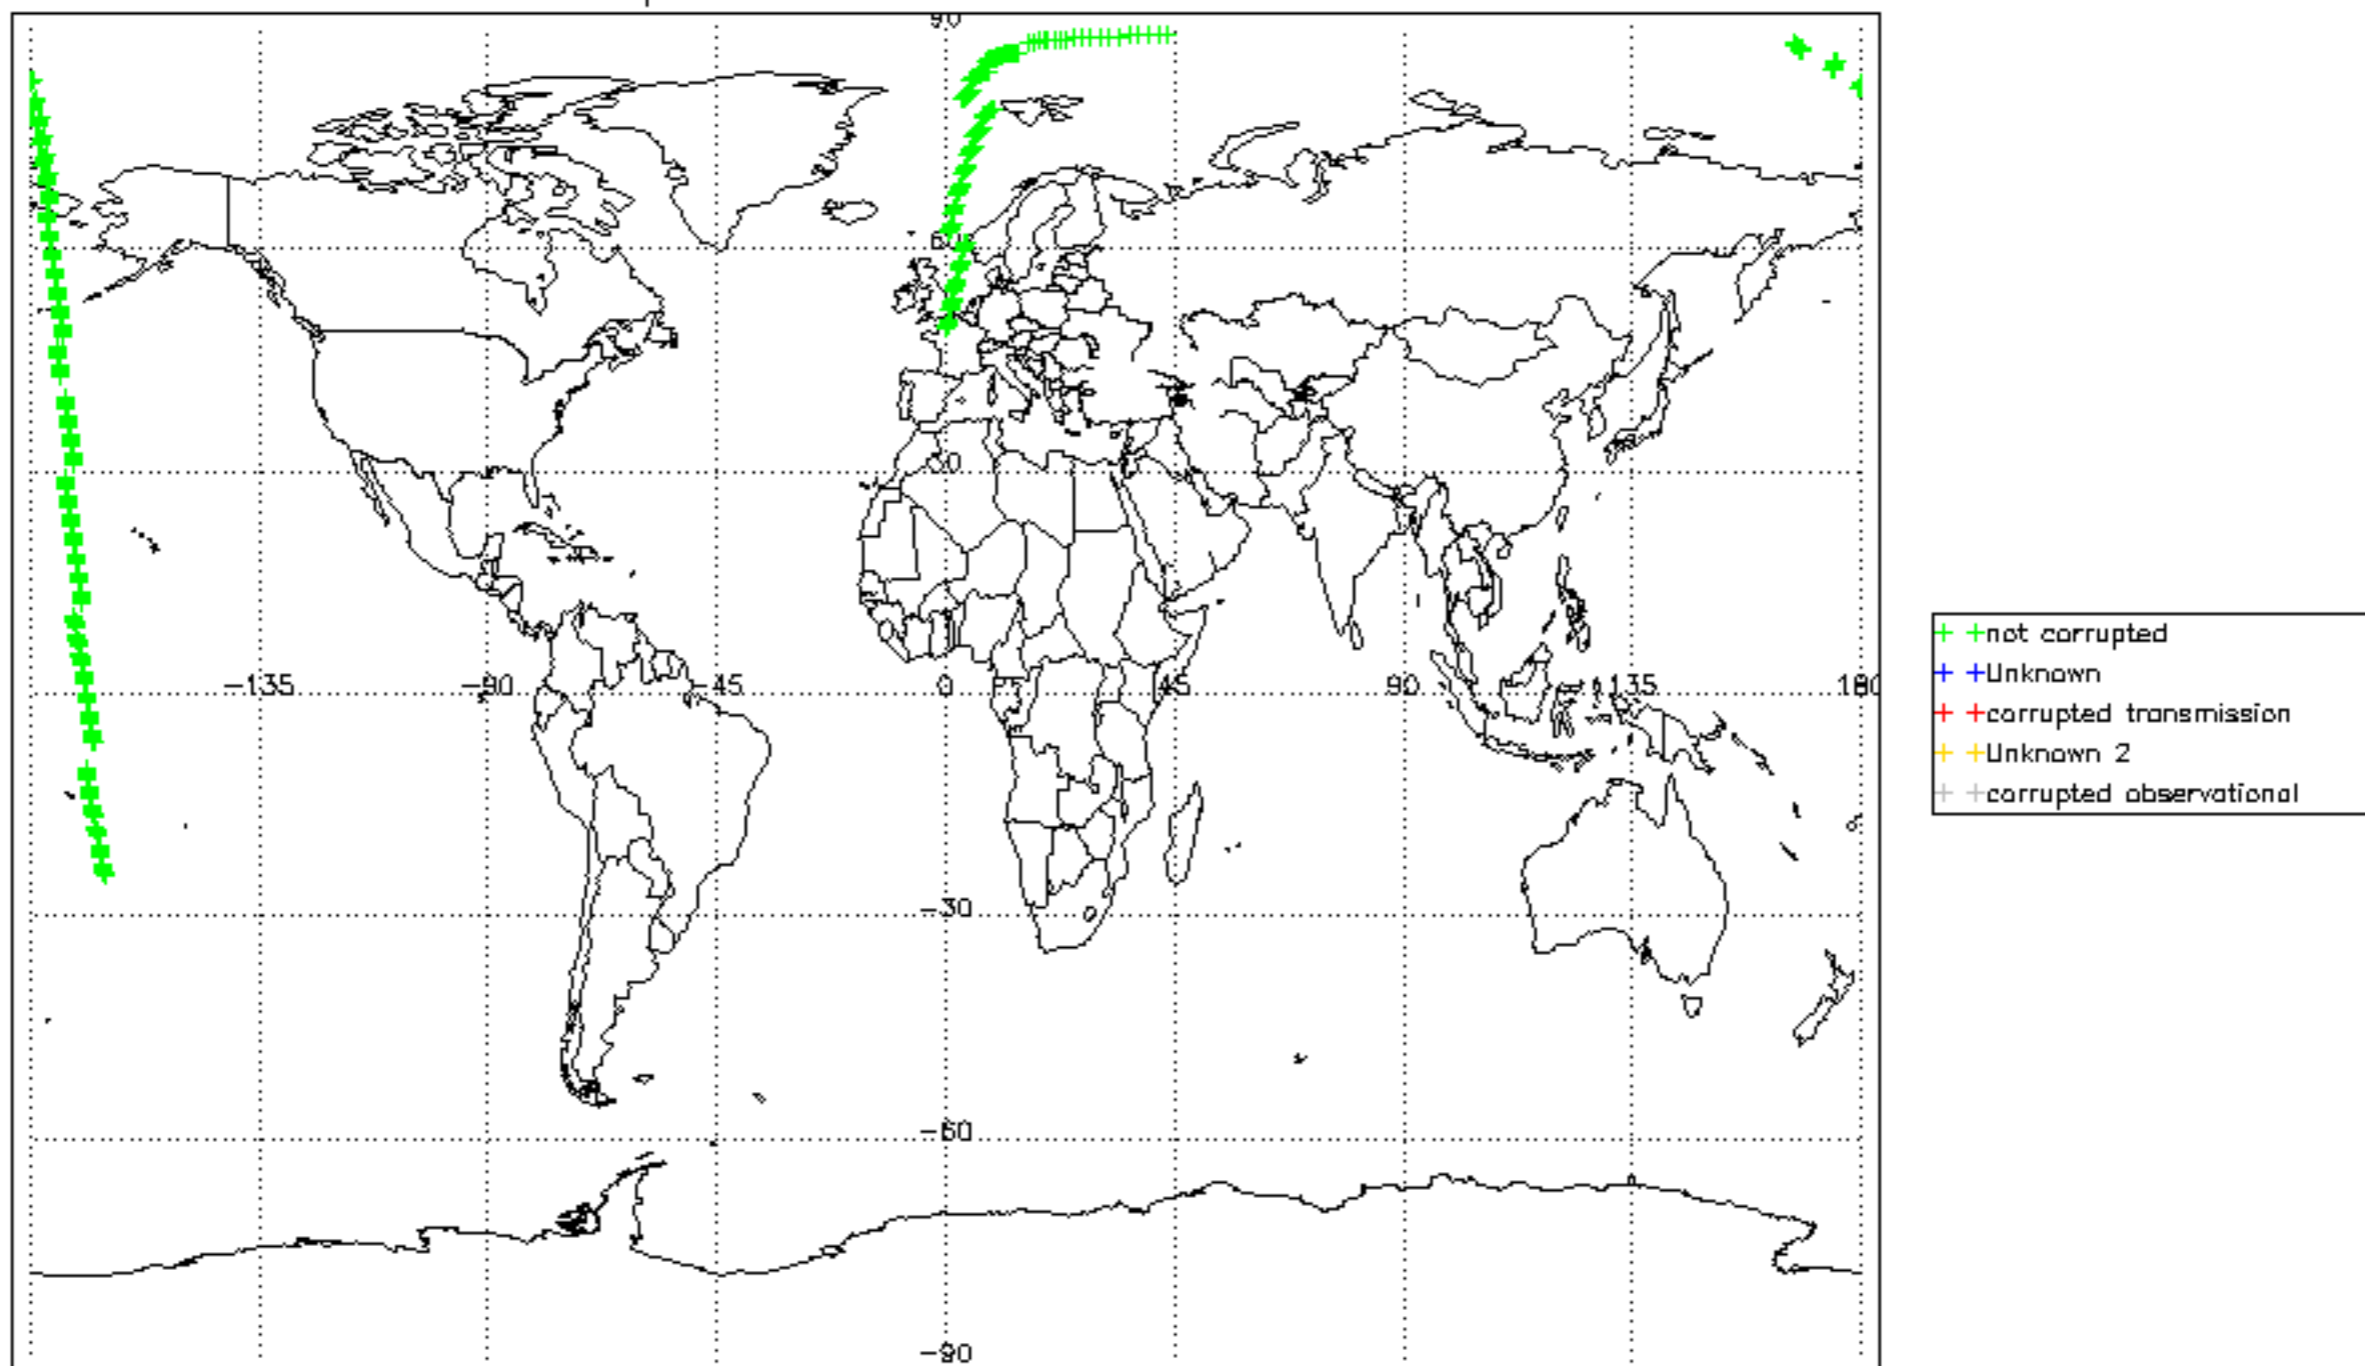 90
60
30
-135 -90 -45 0 45 90 135 180
-30
-60
-90
not corrupted
Unknown
corrupted transmission
Unknown 2
corrupted observational